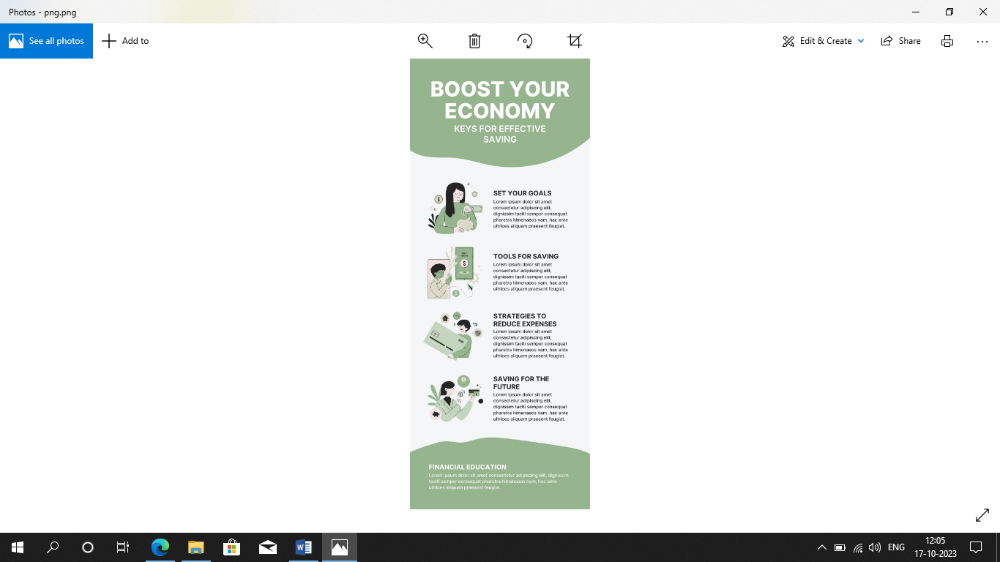 Photos - png.png
See all photos
Add to
Edit & Create
Share
BOOST YOUR
ECONOMY
KEYS FOR EFFECTIVE
SAVING
SET YOUR GOALS
Lorem ipsum dolor sit amet
consectetur adipiscing elit,
dignissim taciti semper consequat
pharetra himenaeos nam, hac ante
ultrices aliquam praesent feugiat.
TOOLS FOR SAVING
Lorem ipsum dolor sit amet
consectetur adipiscing elit,
dignissim taciti semper consequat
pharetra himenaeos nam, hac ante
ultrices aliquam praesent feugiat.
STRATEGIES TO
REDUCE EXPENSES
Lorem ipsum dolor sit amet
consectetur adipiscing elit,
dignissim taciti semper consequat
pharetra himenaeos nam, hac ante
ultrices aliquam praesent feugiat.
SAVING FOR THE
FUTURE
Lorem ipsum dolor sit amet
consectetur adipiscing elit,
dignissim taciti semper consequat
pharetra himenaeos nam, hac ante
ultrices aliquam praesent feugiat.
FINANCIAL EDUCATION
Lorem ipsum dolor sit amet consectetur adipiscing elit, dignissim
taciti semper consequat pharetra himenaeos nam, hac ante
ultrices aliquam praesent feugiat.
ENG
12:05
17-10-2023